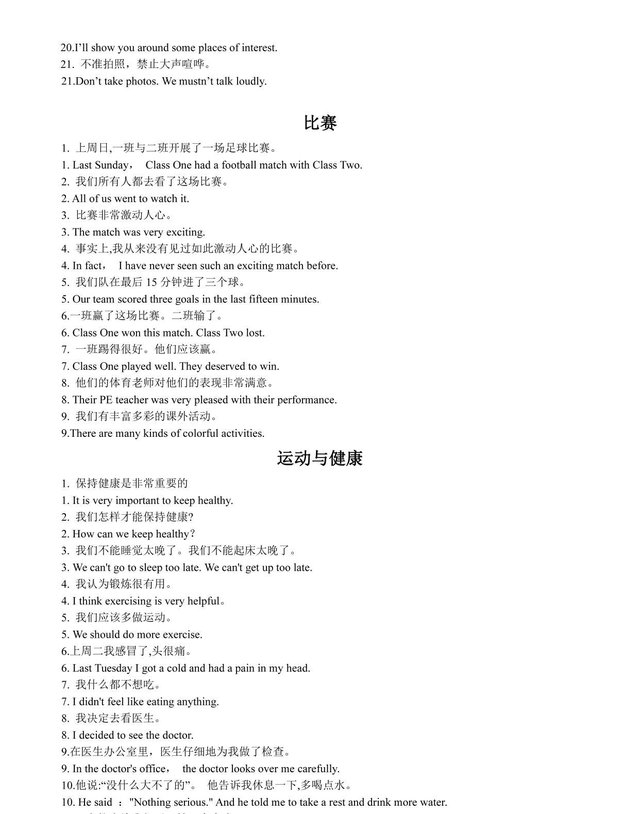 20.I’ll show you around some places of interest.
21. 不准拍照，禁止大声喧哗。
21.Don’t take photos. We mustn’t talk loudly.
比赛
1. 上周日,一班与二班开展了一场足球比赛。
1. Last Sunday， Class One had a football match with Class Two.
2. 我们所有人都去看了这场比赛。
2. All of us went to watch it.
3. 比赛非常激动人心。
3. The match was very exciting.
4. 事实上,我从来没有见过如此激动人心的比赛。
4. In fact， I have never seen such an exciting match before.
5. 我们队在最后 15 分钟进了三个球。
5. Our team scored three goals in the last fifteen minutes.
6.一班赢了这场比赛。二班输了。
6. Class One won this match. Class Two lost.
7. 一班踢得很好。他们应该赢。
7. Class One played well. They deserved to win.
8. 他们的体育老师对他们的表现非常满意。
8. Their PE teacher was very pleased with their performance.
9. 我们有丰富多彩的课外活动。
9.There are many kinds of colorful activities.
运动与健康
1. 保持健康是非常重要的
1. It is very important to keep healthy.
2. 我们怎样才能保持健康?
2. How can we keep healthy？
3. 我们不能睡觉太晚了。我们不能起床太晚了。
3. We can't go to sleep too late. We can't get up too late.
4. 我认为锻炼很有用。
4. I think exercising is very helpful。
5. 我们应该多做运动。
5. We should do more exercise.
6.上周二我感冒了,头很痛。
6. Last Tuesday I got a cold and had a pain in my head.
7. 我什么都不想吃。
7. I didn't feel like eating anything.
8. 我决定去看医生。
8. I decided to see the doctor.
9.在医生办公室里，医生仔细地为我做了检查。
9. In the doctor's office， the doctor looks over me carefully.
10.他说:“没什么大不了的”。 他告诉我休息一下,多喝点水。
10. He said ："Nothing serious." And he told me to take a rest and drink more water.